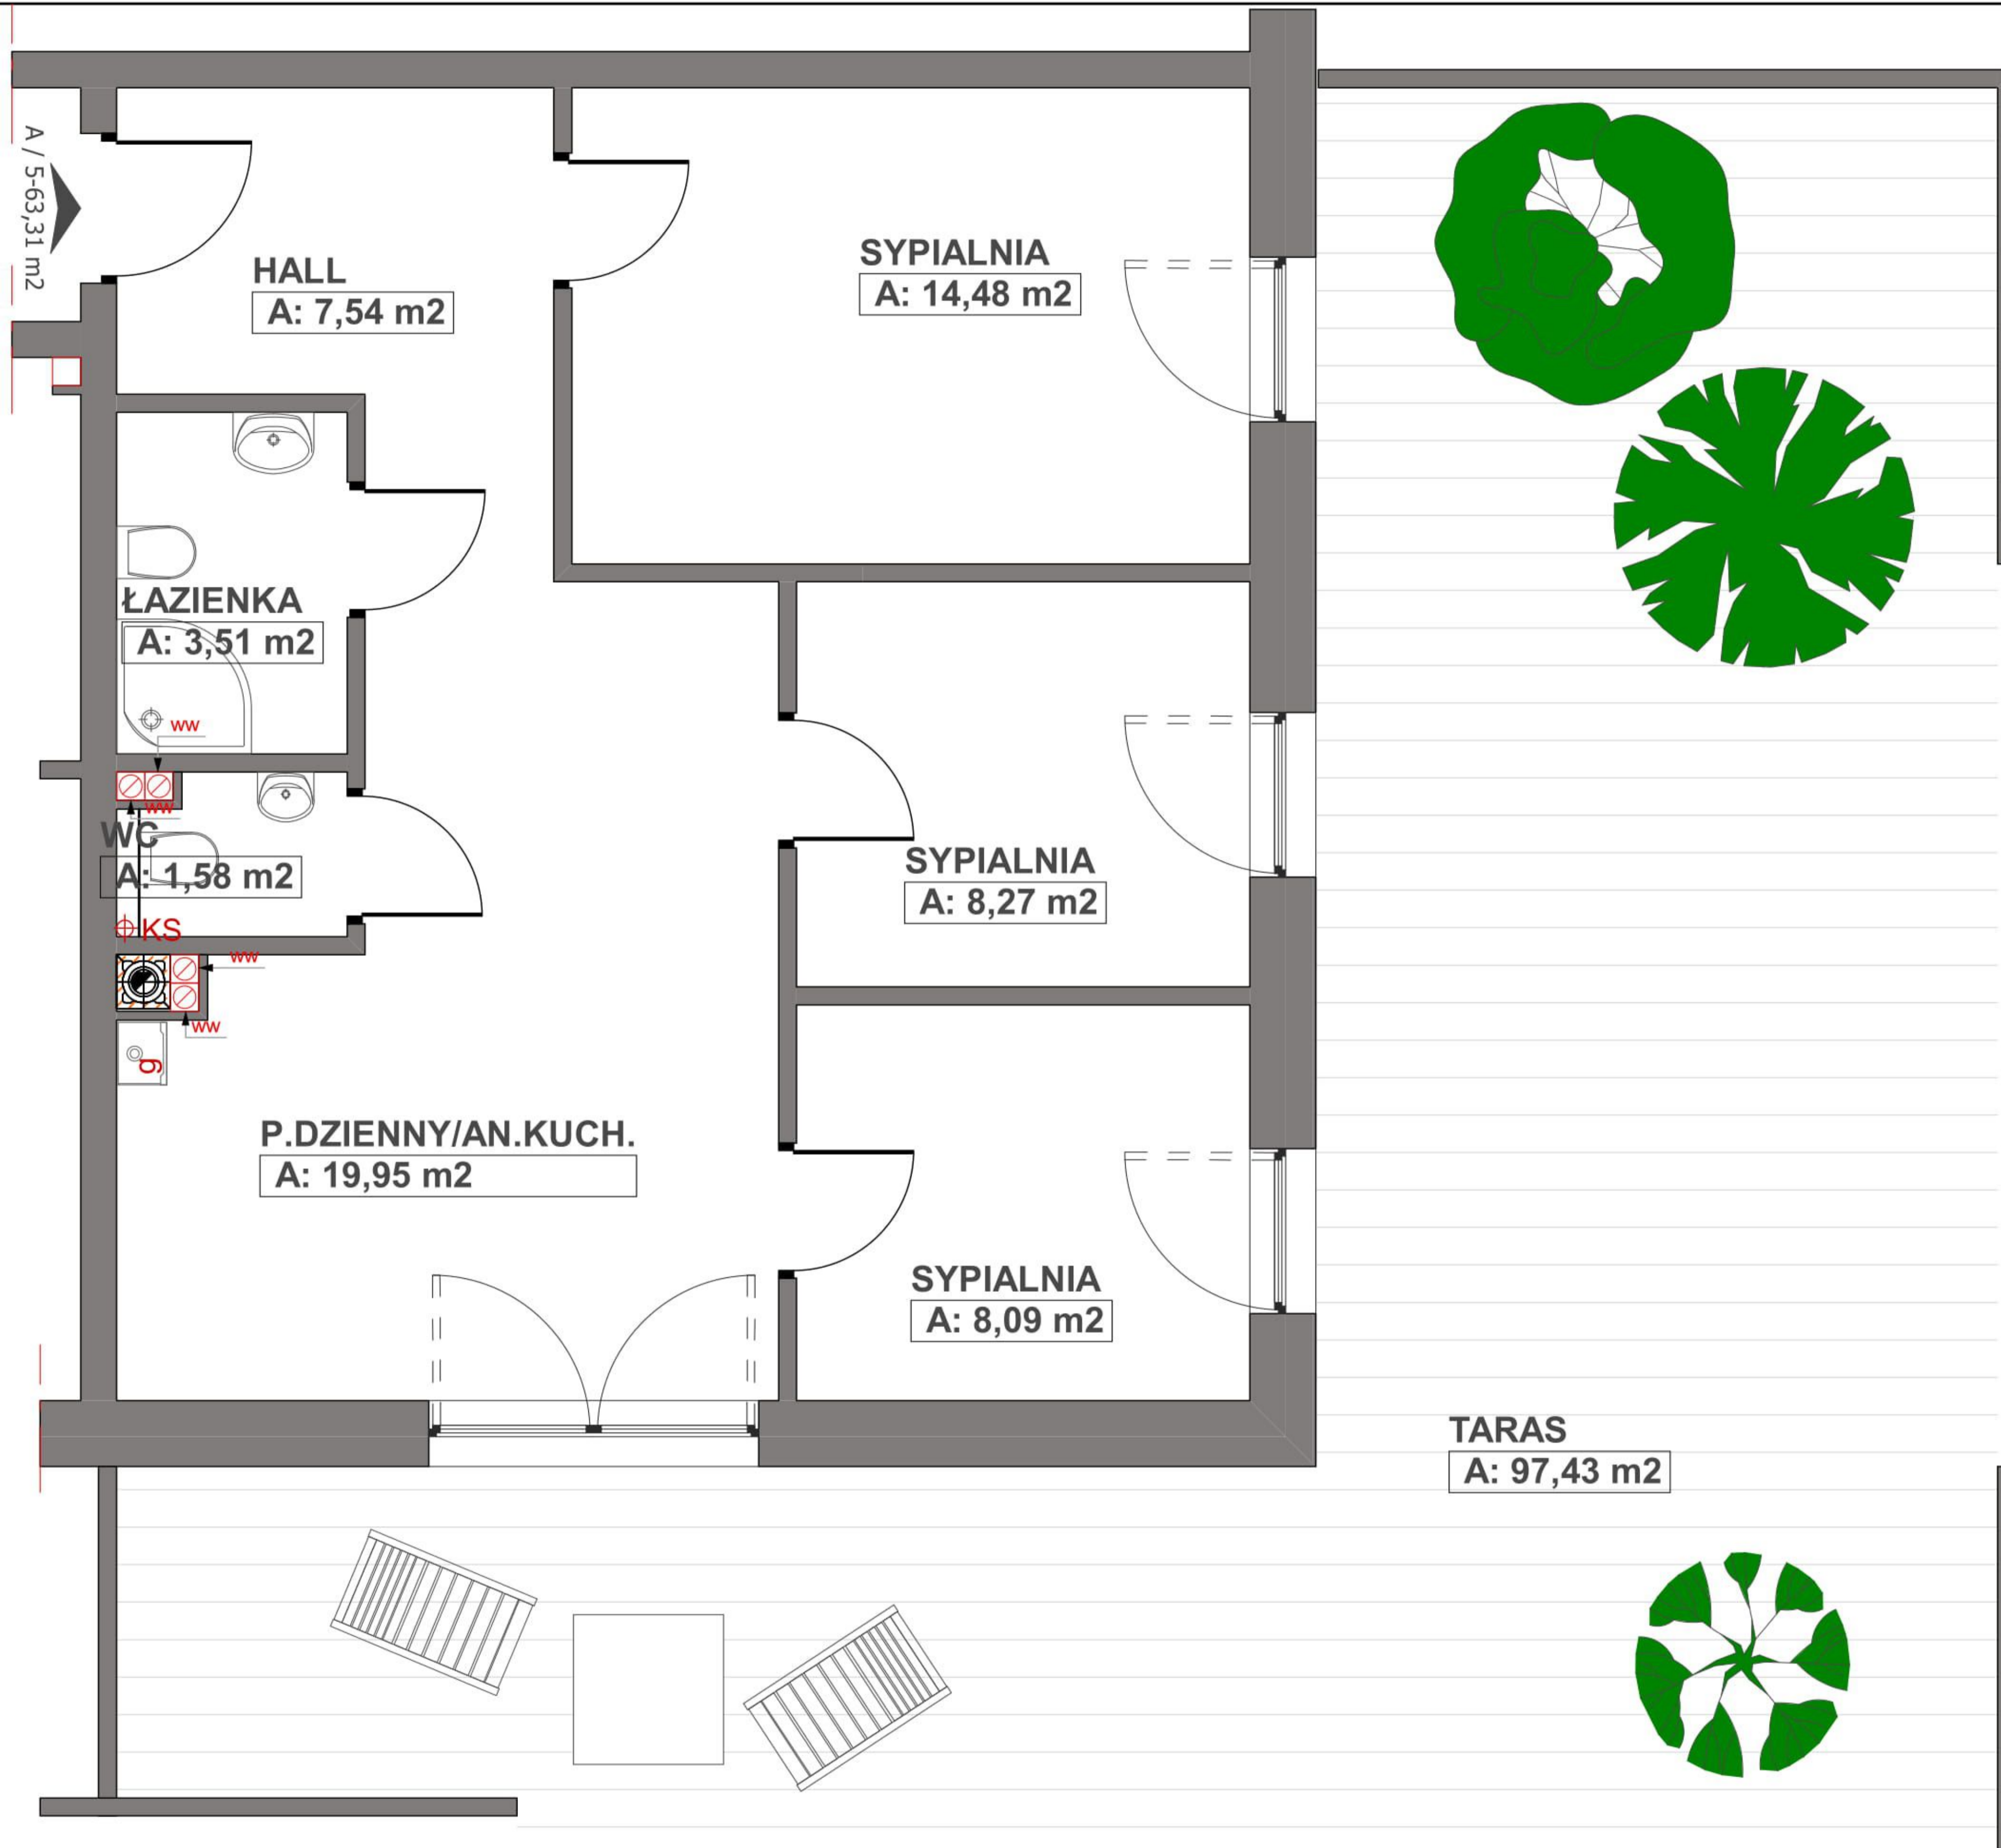 A / 5-63,31 m2
HALL
A: 7,54 m2
SYPIALNIA
A: 14,48 m2
ŁAZIENKA
A: 3,51 m2
ww
ww
WC
A: 1,58 m2
KS
ww
ww
g
SYPIALNIA
A: 8,27 m2
P.DZIENNY/AN.KUCH.
A: 19,95 m2
SYPIALNIA
A: 8,09 m2
TARAS
A: 97,43 m2